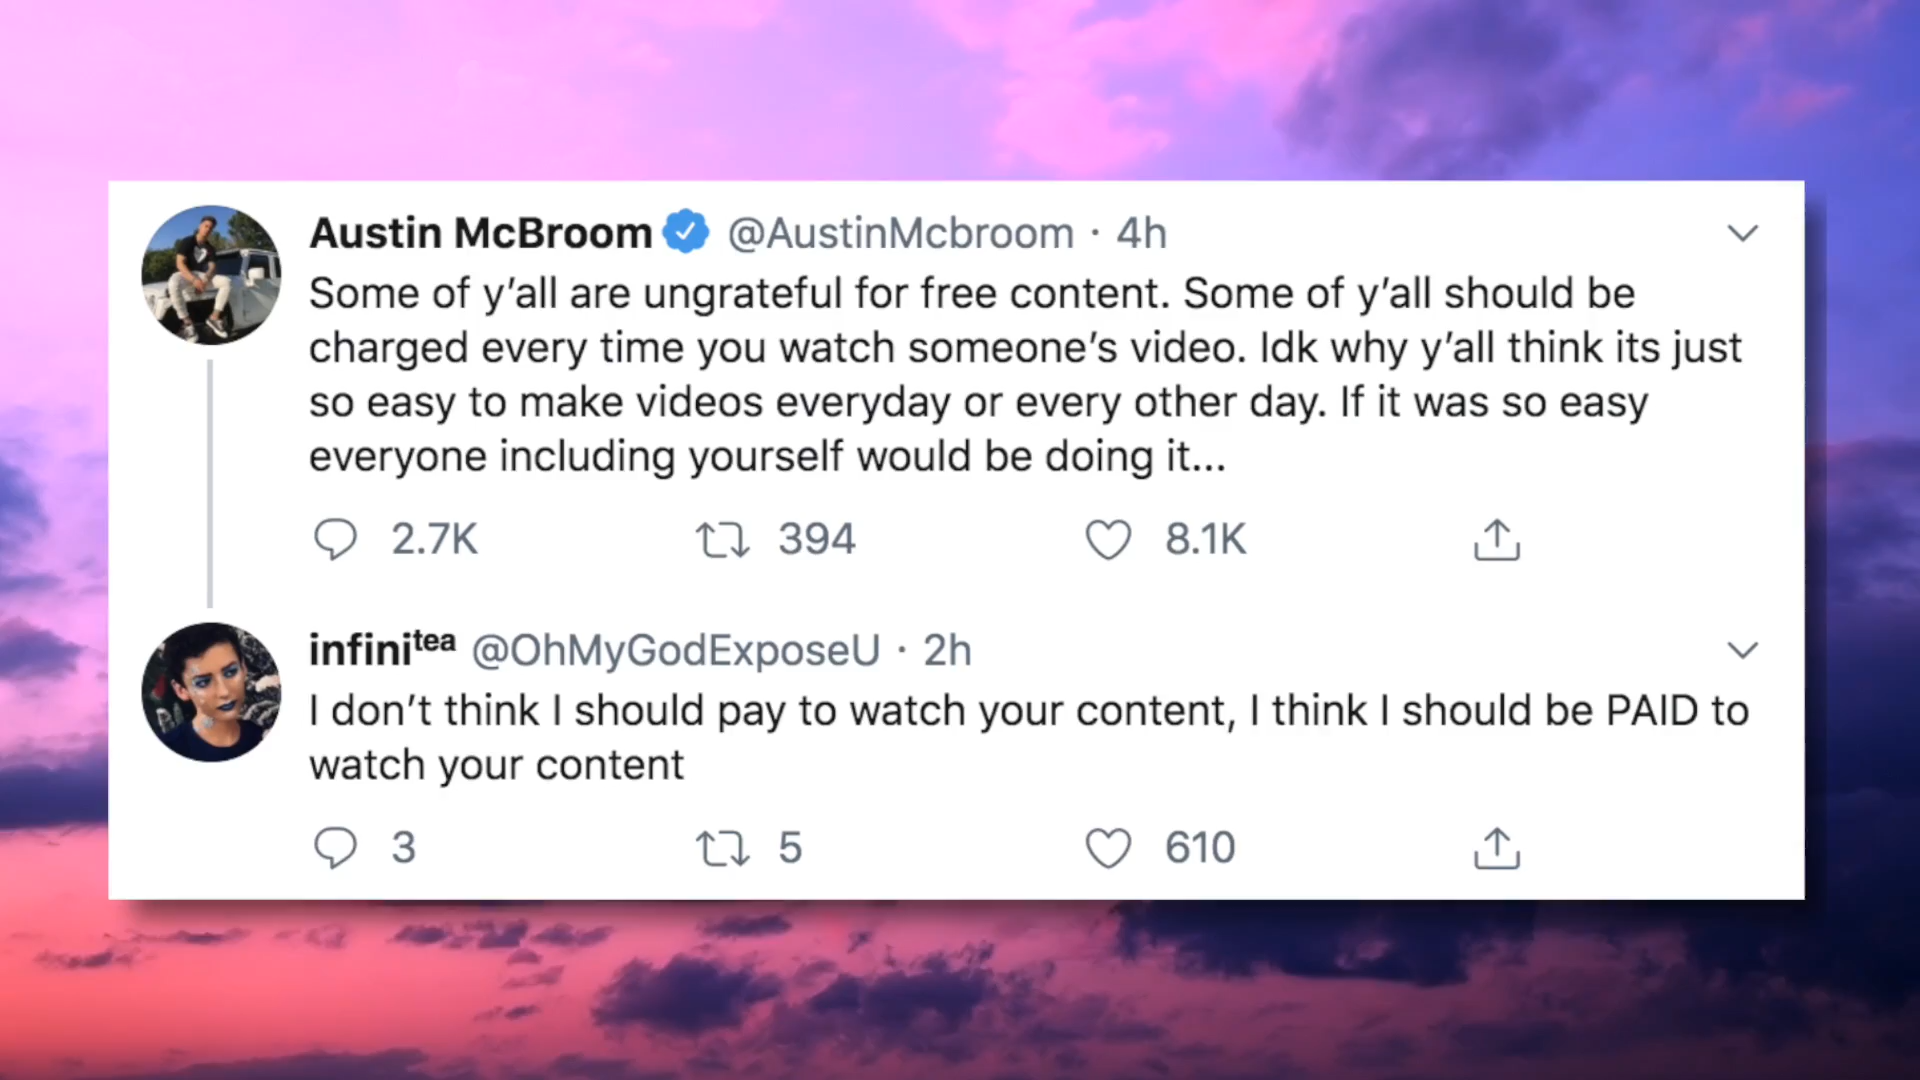 Austin McBroom @AustinMcbroom · 4h
Some of y’all are ungrateful for free content. Some of y’all should be
charged every time you watch someone’s video. Idk why y’all think its just
so easy to make videos everyday or every other day. If it was so easy
everyone including yourself would be doing it...
2.7K 394 8.1K
infinitea @OhMyGodExposeU · 2h
I don’t think I should pay to watch your content, I think I should be PAID to
watch your content
3 5 610